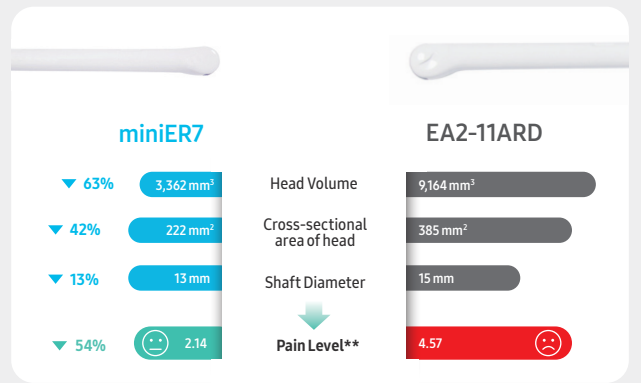 miniER7
EA2-11ARD
▼ 63%
3,362 mm³
Head Volume
9,164 mm³
▼ 42%
222 mm²
Cross-sectional
area of head
385 mm²
▼ 13%
13 mm
Shaft Diameter
15 mm
▼ 54%
2.14
Pain Level**
4.57